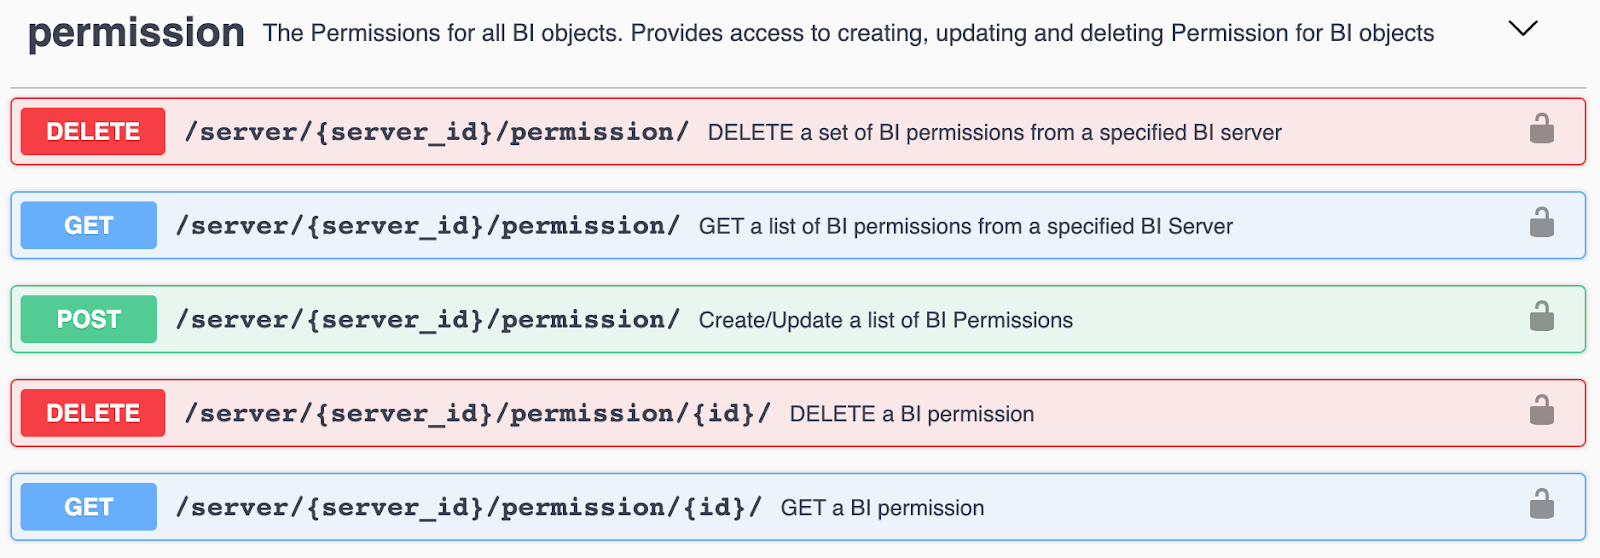 permission The Permissions for all BI objects. Provides access to creating, updating and deleting Permission for BI objects
DELETE /server/{server_id}/permission/ DELETE a set of BI permissions from a specified BI server
GET /server/{server_id}/permission/ GET a list of BI permissions from a specified BI Server
POST /server/{server_id}/permission/ Create/Update a list of BI Permissions
DELETE /server/{server_id}/permission/{id}/ DELETE a BI permission
GET /server/{server_id}/permission/{id}/ GET a BI permission